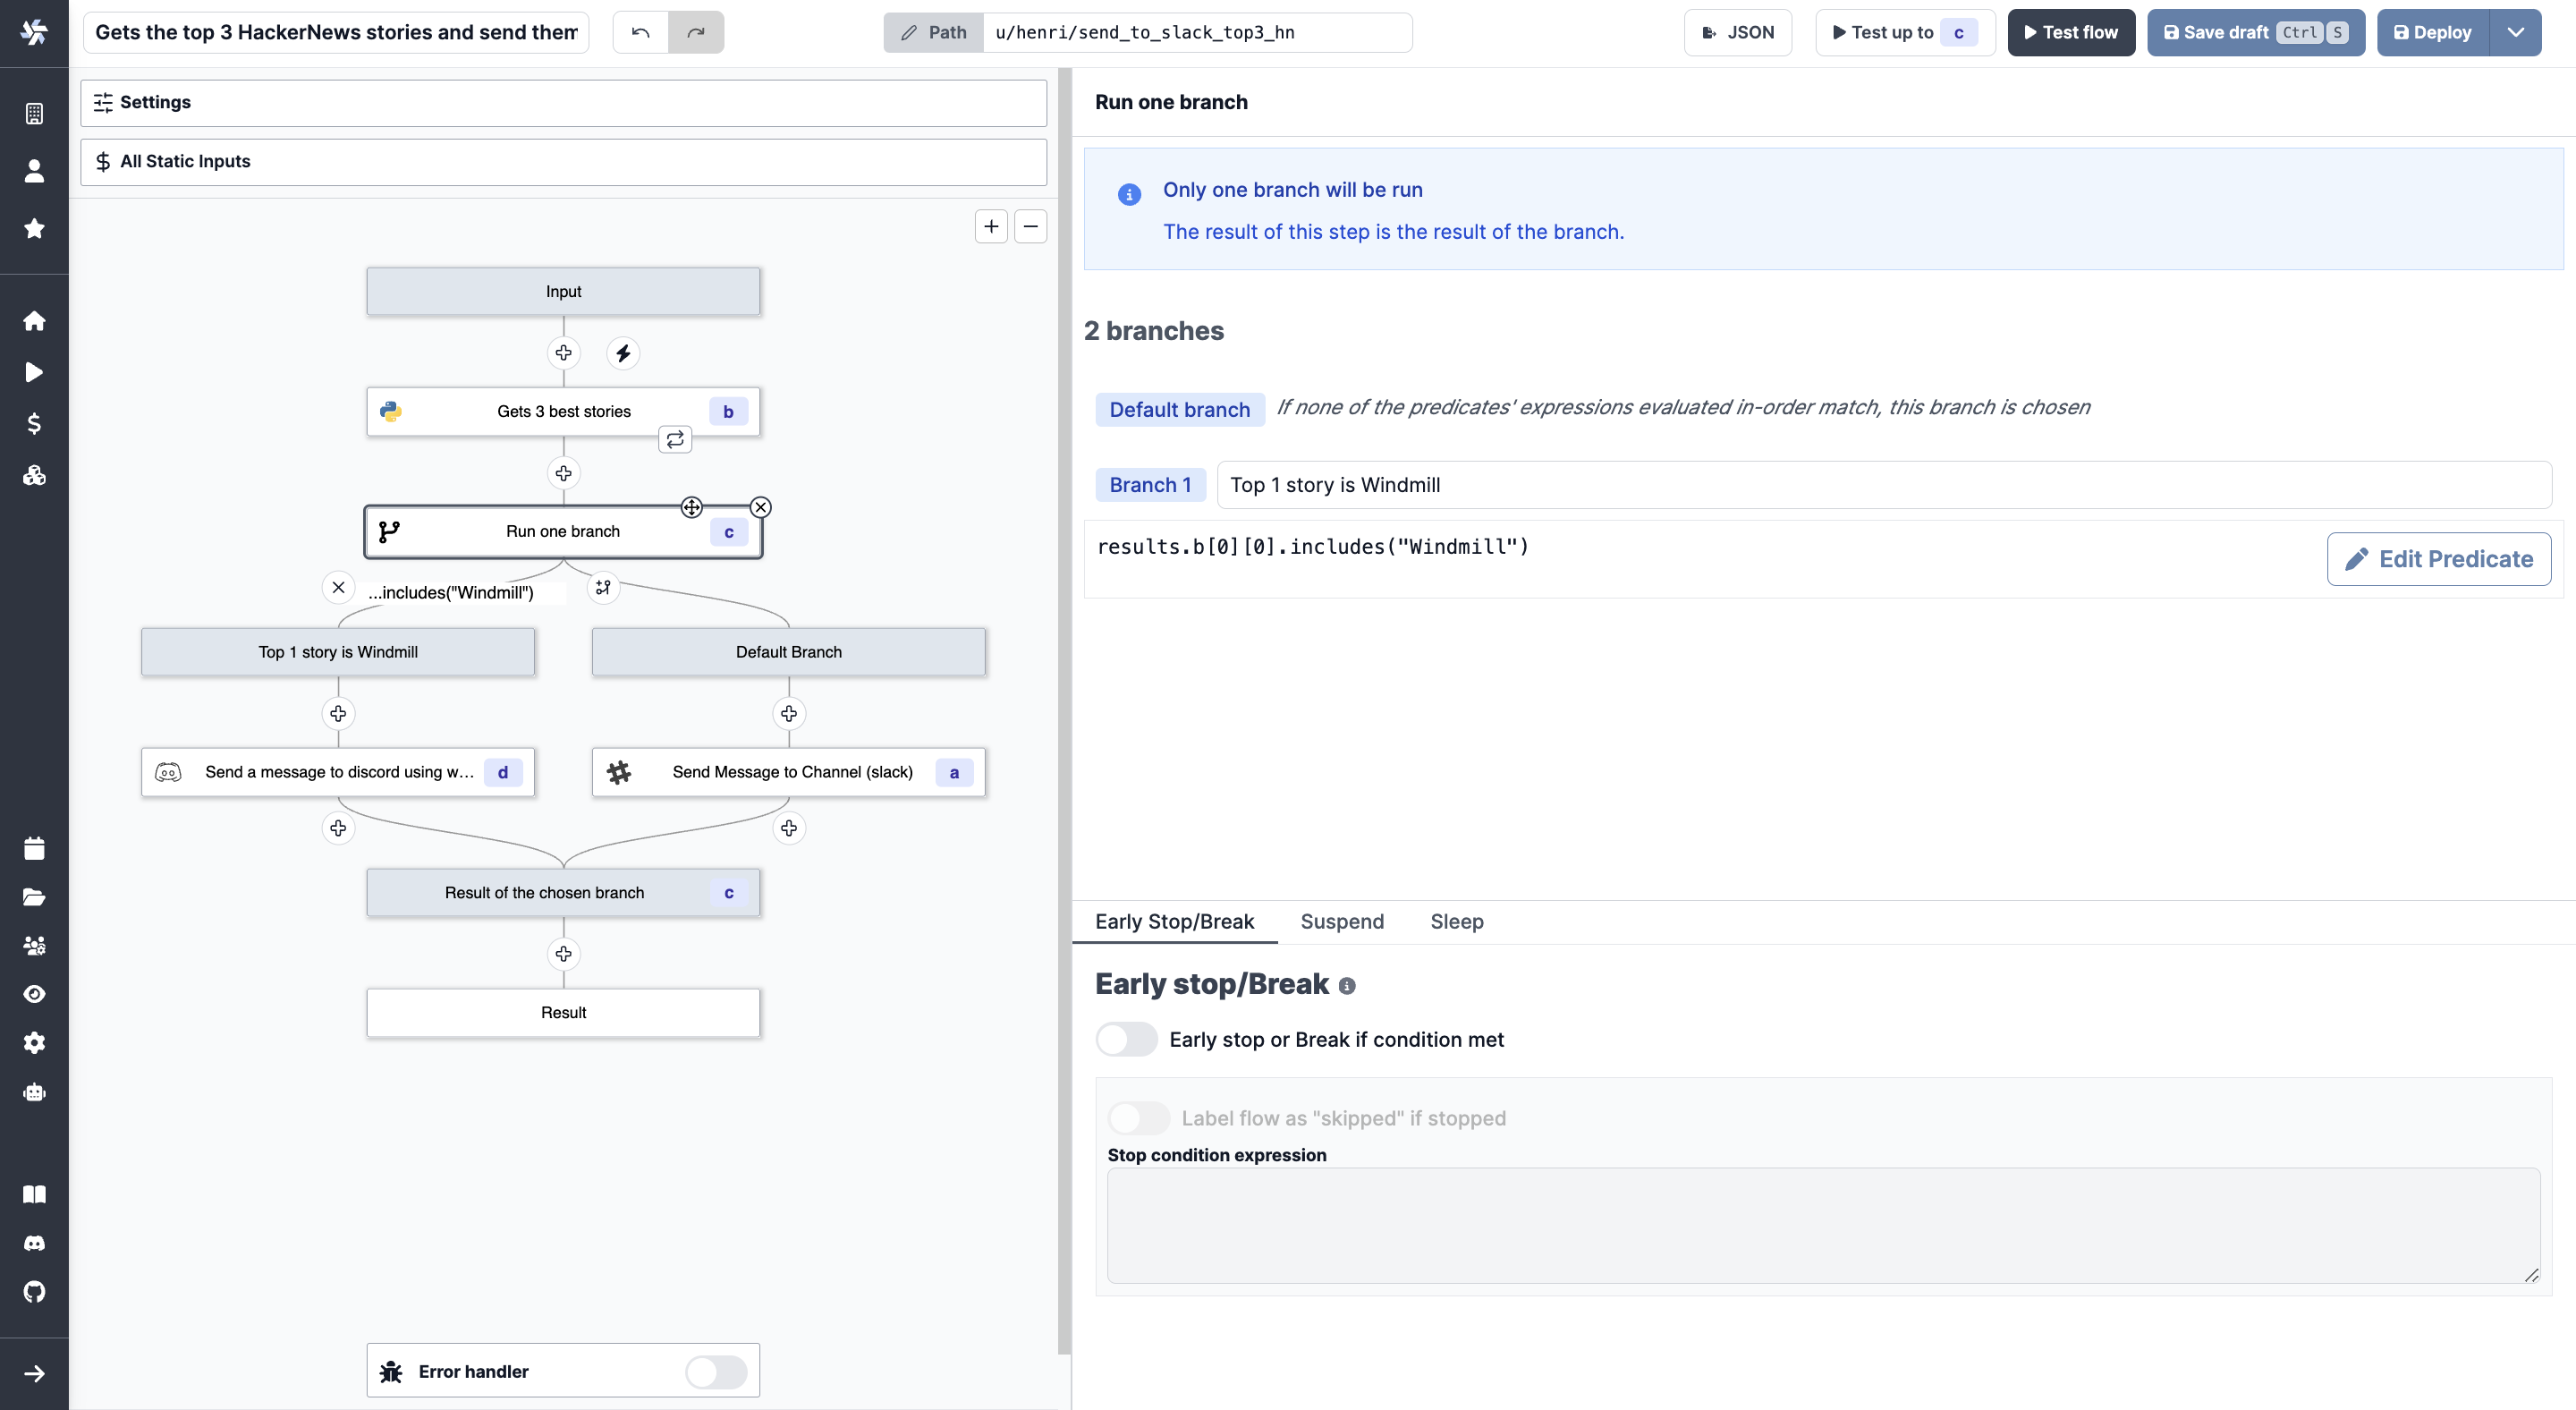 Gets the top 3 HackerNews stories and send them
Path
u/henri/send_to_slack_top3_hn
JSON
Test up to c
Test flow
Save draft Ctrl S
Deploy
Settings
All Static Inputs
Input
Gets 3 best stories b
Run one branch c
...includes("Windmill")
Top 1 story is Windmill
Default Branch
Send a message to discord using w... d
Send Message to Channel (slack) a
Result of the chosen branch c
Result
Error handler
Run one branch
Only one branch will be run
The result of this step is the result of the branch.
2 branches
Default branch If none of the predicates' expressions evaluated in-order match, this branch is chosen
Branch 1 Top 1 story is Windmill
results.b[0][0].includes("Windmill")
Edit Predicate
Early Stop/Break Suspend Sleep
Early stop/Break
Early stop or Break if condition met
Label flow as "skipped" if stopped
Stop condition expression